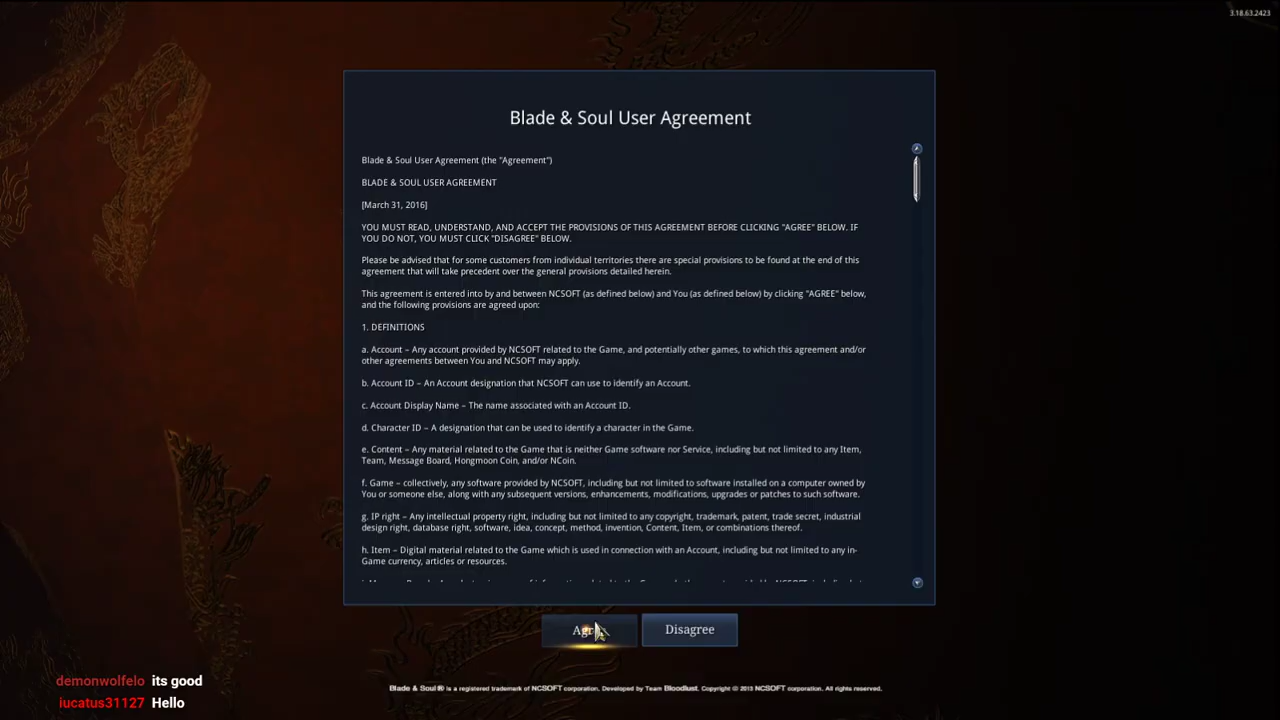 3.18.63.2423
Blade & Soul User Agreement
Blade & Soul User Agreement (the "Agreement")
BLADE & SOUL USER AGREEMENT
[March 31, 2016]
YOU MUST READ, UNDERSTAND, AND ACCEPT THE PROVISIONS OF THIS AGREEMENT BEFORE CLICKING "AGREE" BELOW. IF
YOU DO NOT, YOU MUST CLICK "DISAGREE" BELOW.
Please be advised that for some customers from individual territories there are special provisions to be found at the end of this
agreement that will take precedent over the general provisions detailed herein.
This agreement is entered into by and between NCSOFT (as defined below) and You (as defined below) by clicking "AGREE" below,
and the following provisions are agreed upon:
1. DEFINITIONS
a. Account – Any account provided by NCSOFT related to the Game, and potentially other games, to which this agreement and/or
other agreements between You and NCSOFT may apply.
b. Account ID – An Account designation that NCSOFT can use to identify an Account.
c. Account Display Name – The name associated with an Account ID.
d. Character ID – A designation that can be used to identify a character in the Game.
e. Content – Any material related to the Game that is neither Game software nor Service, including but not limited to any Item,
Team, Message Board, Hongmoon Coin, and/or NCoin.
f. Game – collectively, any software provided by NCSOFT, including but not limited to software installed on a computer owned by
You or someone else, along with any subsequent versions, enhancements, modifications, upgrades or patches to such software.
g. IP right – Any intellectual property right, including but not limited to any copyright, trademark, patent, trade secret, industrial
design right, database right, software, idea, concept, method, invention, Content, Item, or combinations thereof.
h. Item – Digital material related to the Game which is used in connection with an Account, including but not limited to any in-
Game currency, articles or resources.
Disagree
demonwolfelo its good
iucatus31127 Hello
Blade & Soul® is a registered trademark of NCSOFT corporation. Developed by Team Bloodlust. Copyright © 2013 NCSOFT corporation. All rights reserved.